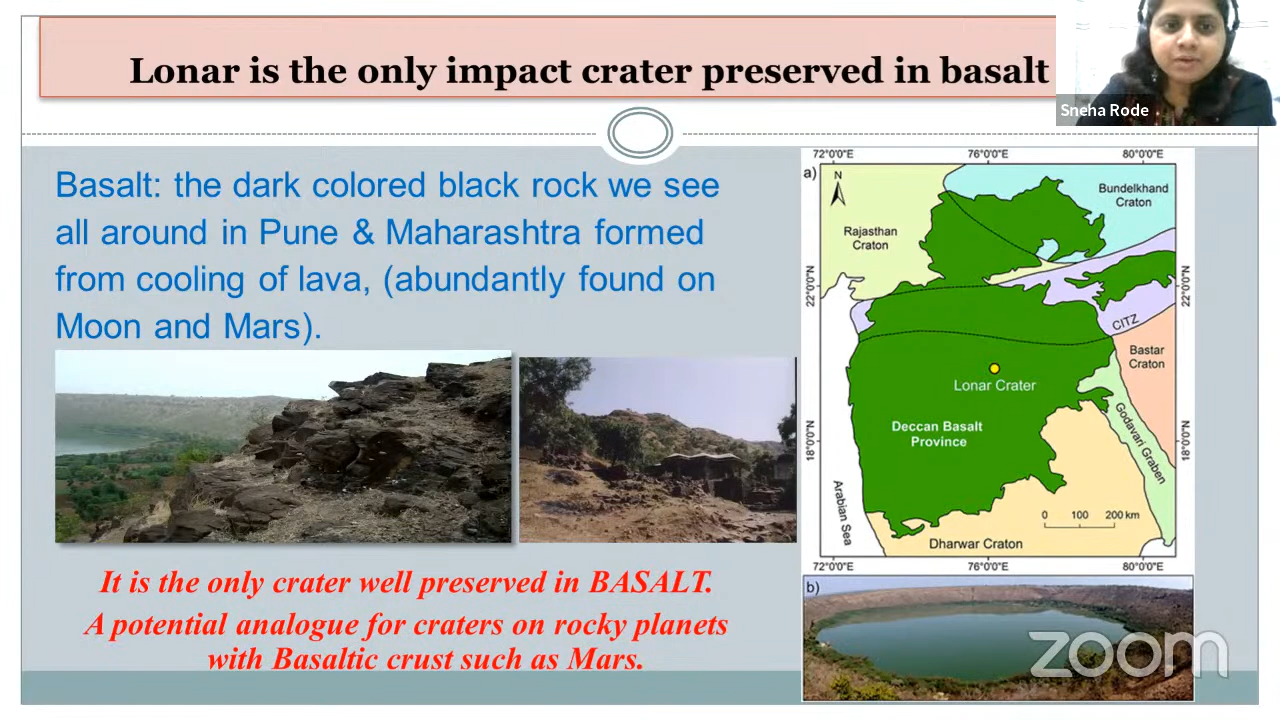 Lonar is the only impact crater preserved in basalt
Sneha Rode
Basalt: the dark colored black rock we see
all around in Pune & Maharashtra formed
from cooling of lava, (abundantly found on
Moon and Mars).
It is the only crater well preserved in BASALT.
A potential analogue for craters on rocky planets
with Basaltic crust such as Mars.
72°0'0"E 76°0'0"E 80°0'0"E
a)
N
Bundelkhand
Craton
Rajasthan
Craton
22°0'0"N
22°0'0"N
CITZ
Bastar
Craton
Lonar Crater
Deccan Basalt
Province
Godavari Graben
18°0'0"N
18°0'0"N
Arabian Sea
0 100 200 km
Dharwar Craton
72°0'0"E 76°0'0"E 80°0'0"E
b)
zoom